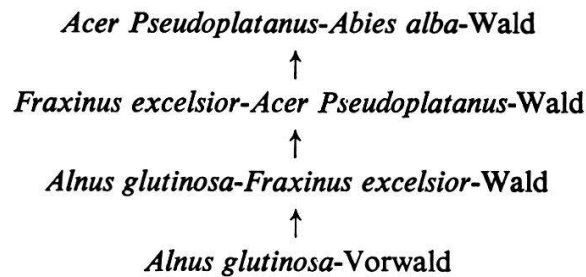 Acer Pseudoplatanus-Abies alba-Wald
↑
Fraxinus excelsior-Acer Pseudoplatanus-Wald
↑
Alnus glutinosa-Fraxinus excelsior-Wald
↑
Alnus glutinosa-Vorwald